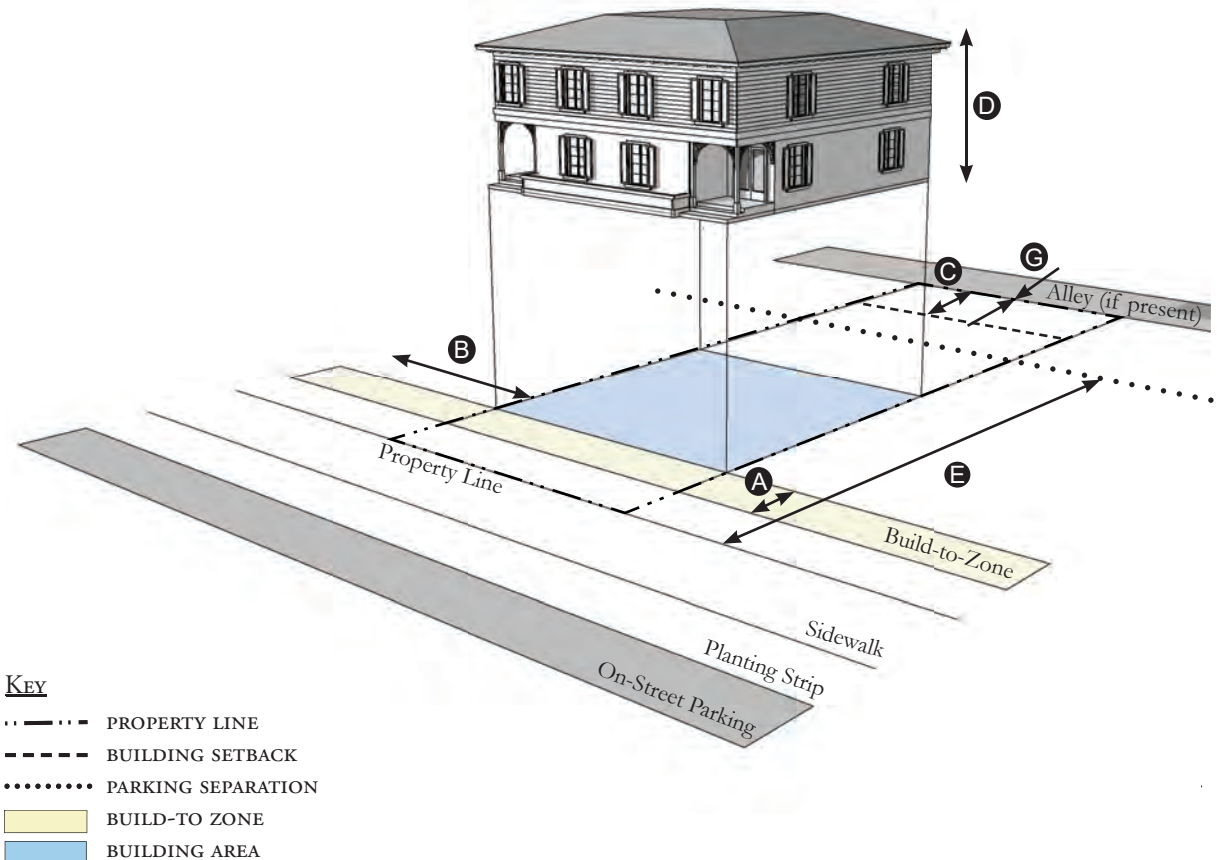 D
G
C
Alley (if present)
B
Property Line
A
E
Build-to-Zone
Sidewalk
Planting Strip
On-Street Parking
KEY
PROPERTY LINE
BUILDING SETBACK
PARKING SEPARATION
BUILD-TO ZONE
BUILDING AREA